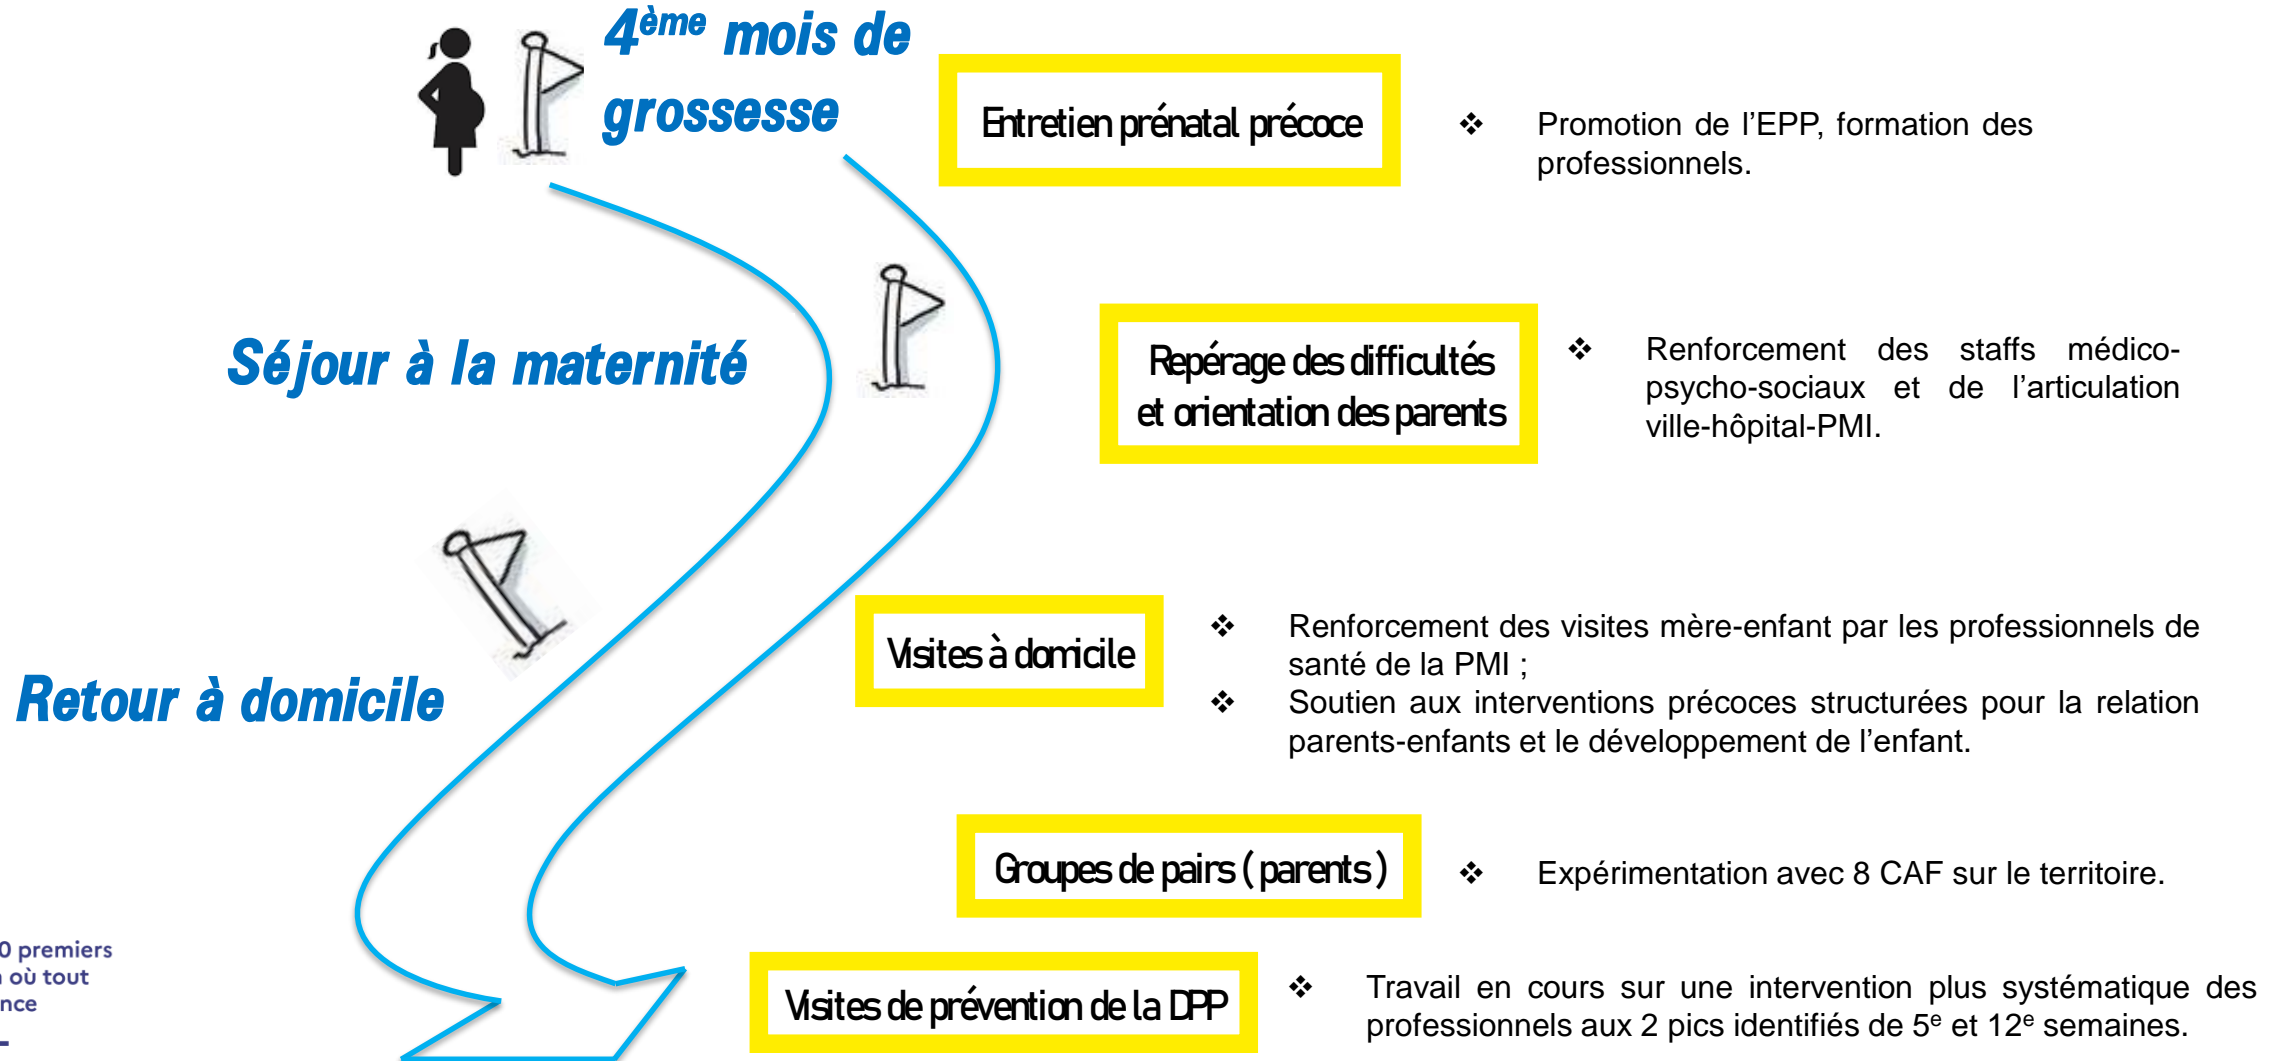 4ème mois de
grossesse
Entretien prénatal précoce
❖ Promotion de l’EPP, formation des
professionnels.
Séjour à la maternité
Repérage des difficultés
et orientation des parents
❖ Renforcement des staffs médico-
psycho-sociaux et de l’articulation
ville-hôpital-PMI.
Retour à domicile
Visites à domicile
❖ Renforcement des visites mère-enfant par les professionnels de
santé de la PMI ;
❖ Soutien aux interventions précoces structurées pour la relation
parents-enfants et le développement de l’enfant.
Groupes de pairs ( parents )
❖ Expérimentation avec 8 CAF sur le territoire.
0 premiers
où tout
nce
Visites de prévention de la DPP
❖ Travail en cours sur une intervention plus systématique des
professionnels aux 2 pics identifiés de 5e et 12e semaines.